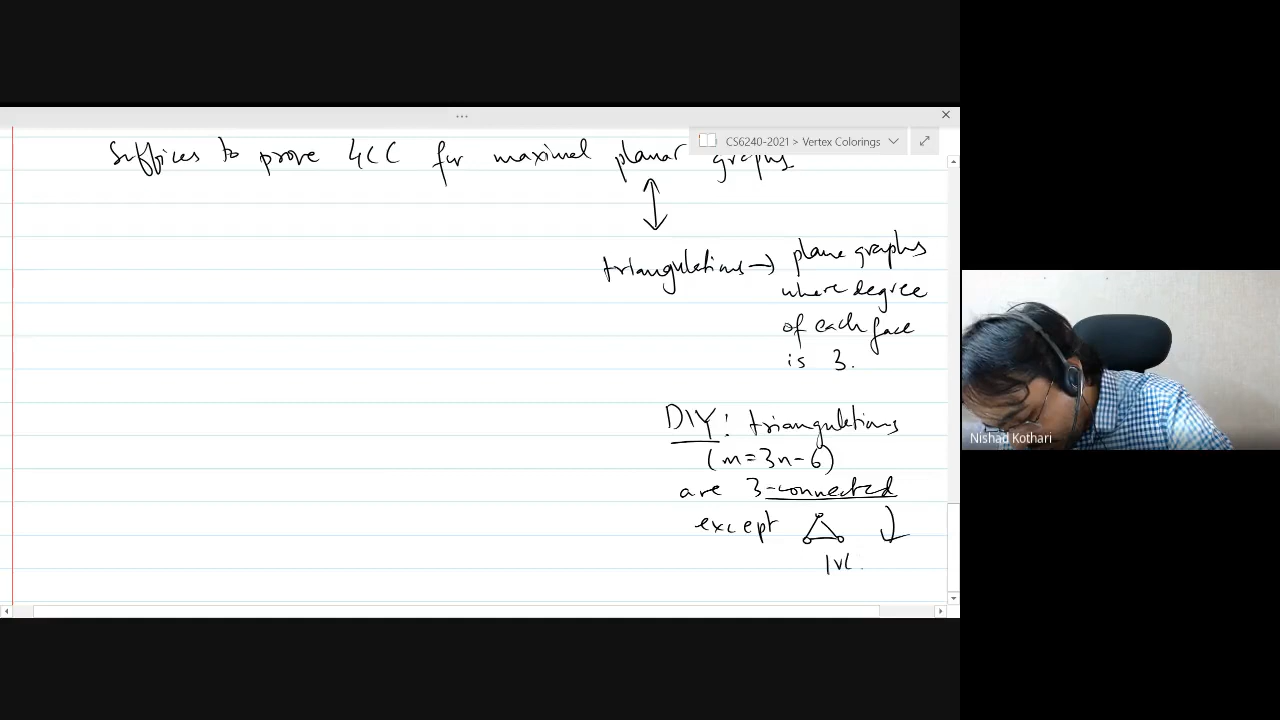 CS6240-2021 > Vertex Colorings
Suffices to prove 4CC for maximal planar graphs
triangulations → plane graphs
where degree
of each face
is 3.
DIY: triangulations
(m=3n-6)
are 3-connected
except
|V(
Nishad Kothari